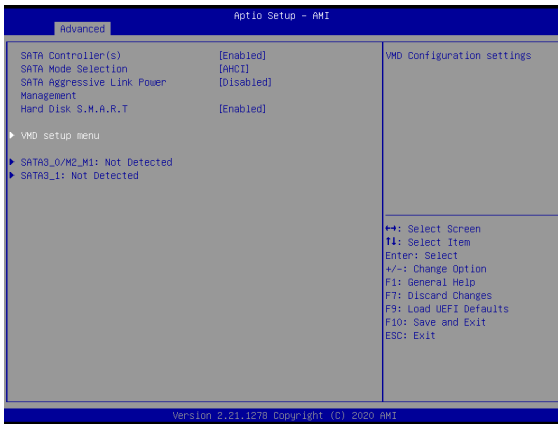 Aptio Setup – AMI
Advanced
SATA Controller(s) [Enabled]
SATA Mode Selection [AHCI]
SATA Aggressive Link Power [Disabled]
Management
Hard Disk S.M.A.R.T [Enabled]
▶ VMD setup menu
▶ SATA3_0/M2_M1: Not Detected
▶ SATA3_1: Not Detected
VMD Configuration settings
↔: Select Screen
↑↓: Select Item
Enter: Select
+/-: Change Option
F1: General Help
F7: Discard Changes
F9: Load UEFI Defaults
F10: Save and Exit
ESC: Exit
Version 2.21.1278 Copyright (C) 2020 AMI